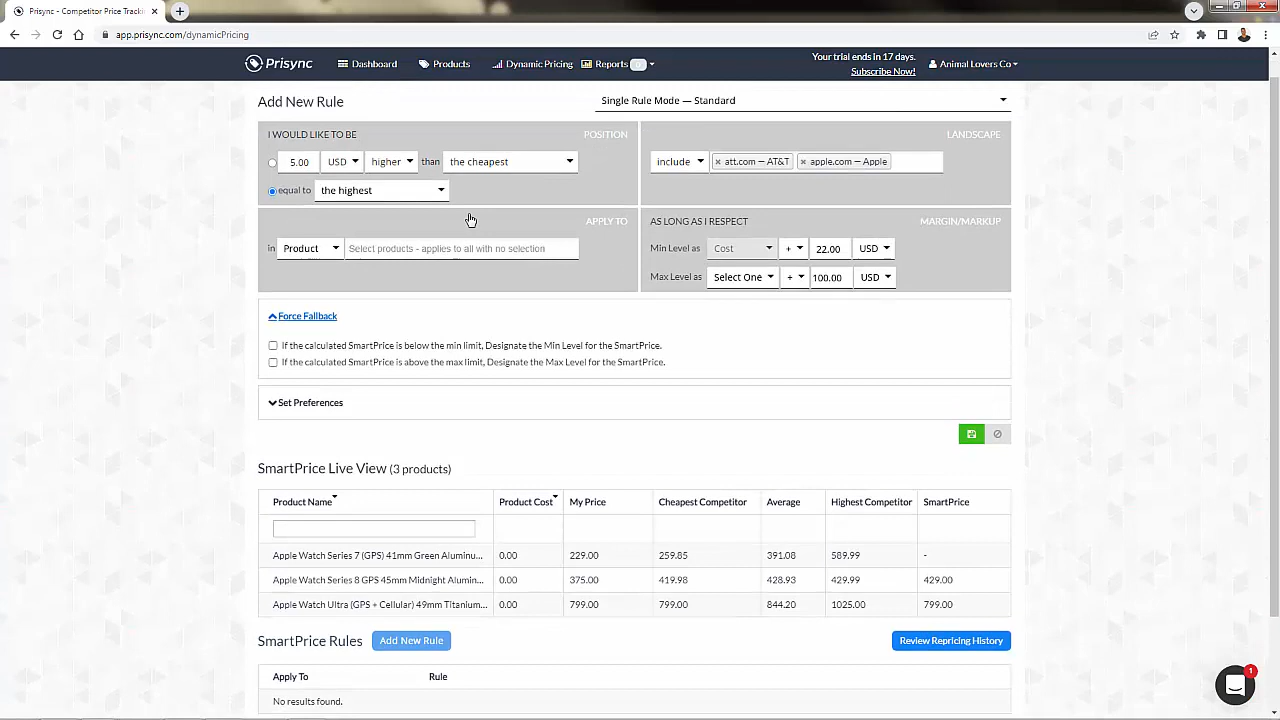 Prisync - Competitor Price Tracki
app.prisync.com/dynamicPricing
Prisync
Dashboard
Products
Dynamic Pricing
Reports
Your trial ends in 17 days.
Subscribe Now!
Animal Lovers Co
Add New Rule
Single Rule Mode — Standard
I WOULD LIKE TO BE POSITION
5.00 USD higher than the cheapest
equal to the highest
LANDSCAPE
include × att.com — AT&T × apple.com — Apple
APPLY TO
in Product Select products - applies to all with no selection
AS LONG AS I RESPECT MARGIN/MARKUP
Min Level as Cost + 22.00 USD
Max Level as Select One + 100.00 USD
Force Fallback
If the calculated SmartPrice is below the min limit, Designate the Min Level for the SmartPrice.
If the calculated SmartPrice is above the max limit, Designate the Max Level for the SmartPrice.
Set Preferences
SmartPrice Live View (3 products)
Product Name Product Cost My Price Cheapest Competitor Average Highest Competitor SmartPrice
Apple Watch Series 7 (GPS) 41mm Green Aluminu... 0.00 229.00 259.85 391.08 589.99 -
Apple Watch Series 8 GPS 45mm Midnight Alumin... 0.00 375.00 419.98 428.93 429.99 429.00
Apple Watch Ultra (GPS + Cellular) 49mm Titanium... 0.00 799.00 799.00 844.20 1025.00 799.00
SmartPrice Rules
Add New Rule
Review Repricing History
Apply To Rule
No results found.
1